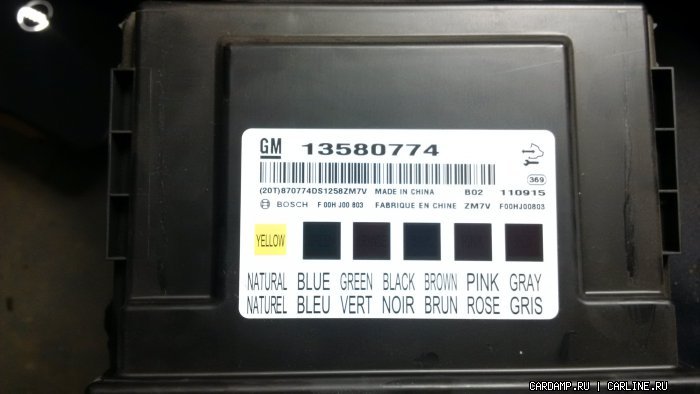 GM 13580774
369
(20T)870774DS1258ZM7V MADE IN CHINA B02 110915
BOSCH F 00H J00 803 FABRIQUE EN CHINE ZM7V F00HJ00803
YELLOW
NATURAL BLUE GREEN BLACK BROWN PINK GRAY
NATUREL BLEU VERT NOIR BRUN ROSE GRIS
CARDAMP.RU | CARLINE.RU